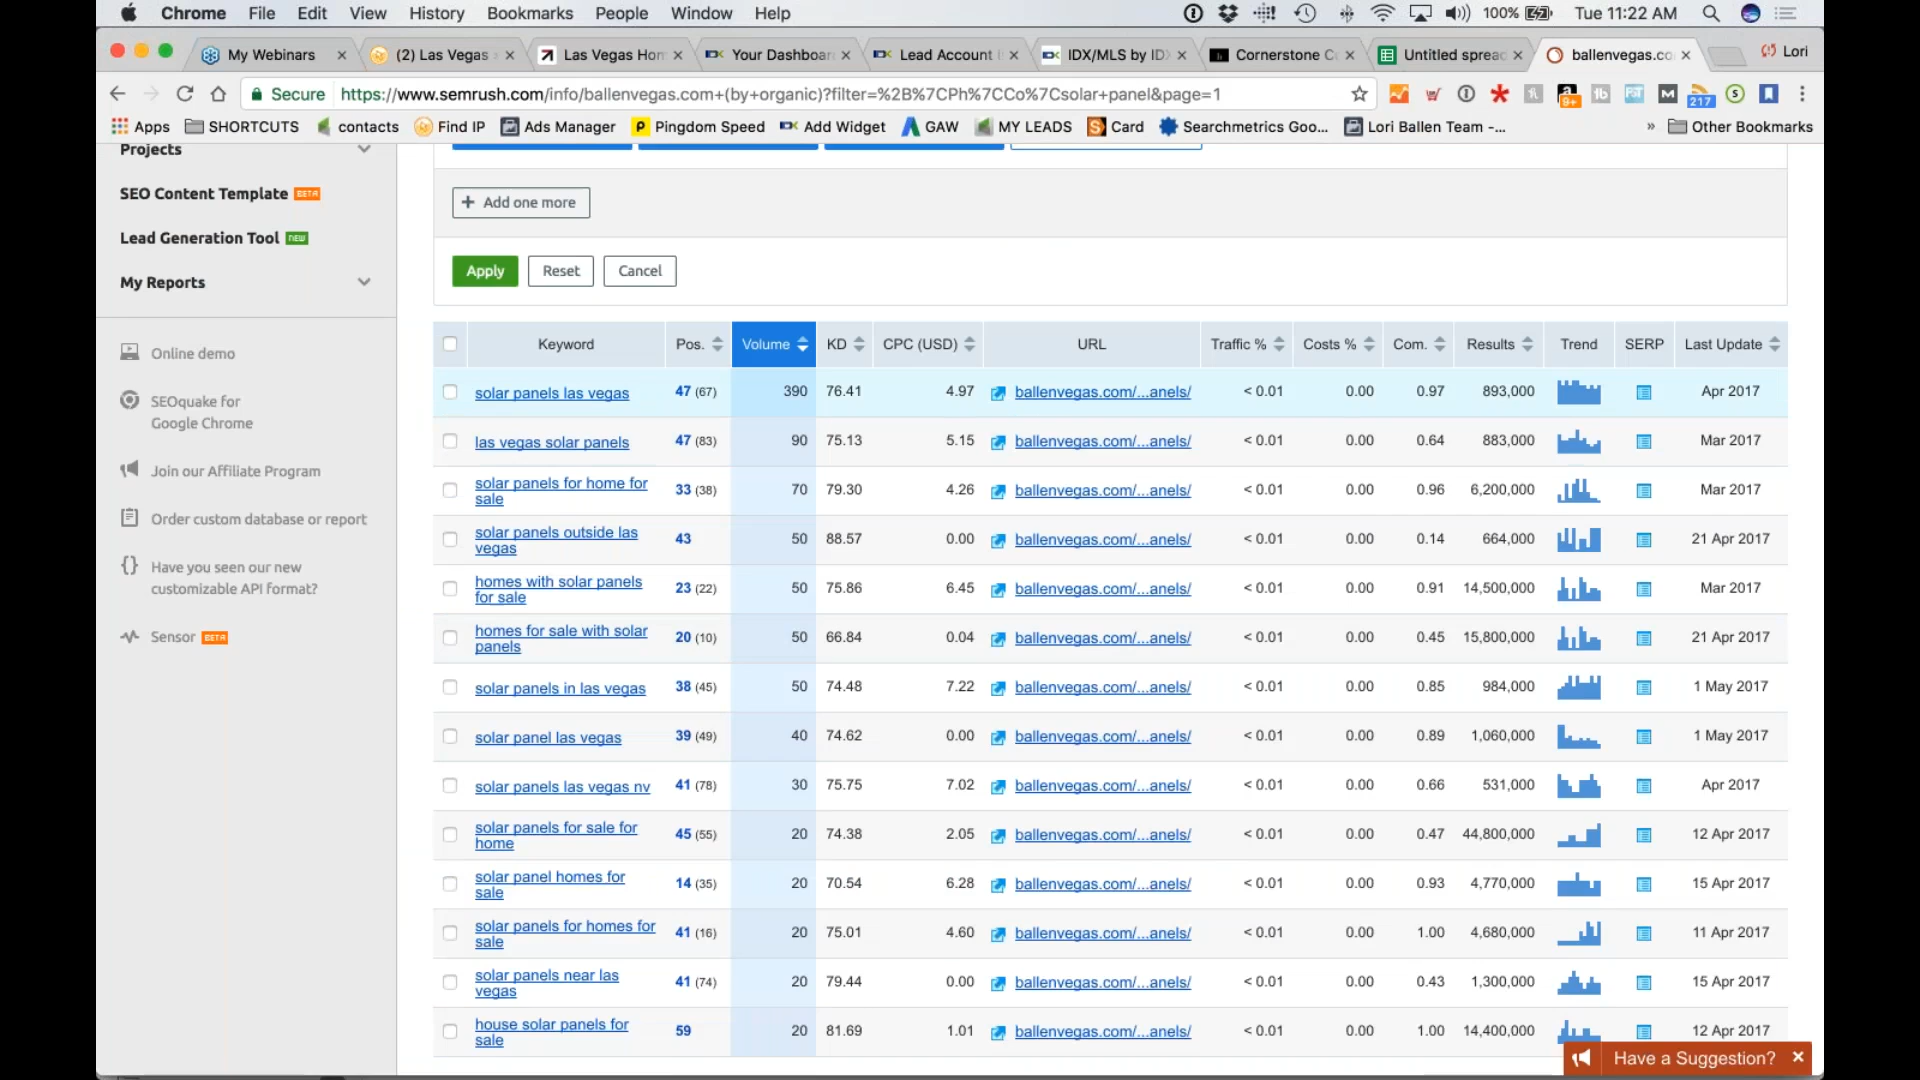 Chrome File Edit View History Bookmarks People Window Help 100% Tue 11:22 AM
My Webinars × (2) Las Vegas × Las Vegas Hom × Your Dashboar × Lead Account × IDX/MLS by IDX × Cornerstone C × Untitled spread × ballenvegas.co × Lori
Secure https://www.semrush.com/info/ballenvegas.com+(by+organic)?filter=%2B%7CPh%7CCo%7Csolar+panel&page=1 217
Apps SHORTCUTS contacts Find IP Ads Manager Pingdom Speed Add Widget GAW MY LEADS Card Searchmetrics Goo... Lori Ballen Team -... » Other Bookmarks
Projects
SEO Content Template BETA
Lead Generation Tool NEW
My Reports
Online demo
SEOquake for
Google Chrome
Join our Affiliate Program
Order custom database or report
Have you seen our new
customizable API format?
Sensor BETA
+ Add one more
Apply Reset Cancel
Keyword Pos. Volume KD CPC (USD) URL Traffic % Costs % Com. Results Trend SERP Last Update
solar panels las vegas 47 (67) 390 76.41 4.97 ballenvegas.com/...anels/ < 0.01 0.00 0.97 893,000 Apr 2017
las vegas solar panels 47 (83) 90 75.13 5.15 ballenvegas.com/...anels/ < 0.01 0.00 0.64 883,000 Mar 2017
solar panels for home for
sale 33 (38) 70 79.30 4.26 ballenvegas.com/...anels/ < 0.01 0.00 0.96 6,200,000 Mar 2017
solar panels outside las
vegas 43 50 88.57 0.00 ballenvegas.com/...anels/ < 0.01 0.00 0.14 664,000 21 Apr 2017
homes with solar panels
for sale 23 (22) 50 75.86 6.45 ballenvegas.com/...anels/ < 0.01 0.00 0.91 14,500,000 Mar 2017
homes for sale with solar
panels 20 (10) 50 66.84 0.04 ballenvegas.com/...anels/ < 0.01 0.00 0.45 15,800,000 21 Apr 2017
solar panels in las vegas 38 (45) 50 74.48 7.22 ballenvegas.com/...anels/ < 0.01 0.00 0.85 984,000 1 May 2017
solar panel las vegas 39 (49) 40 74.62 0.00 ballenvegas.com/...anels/ < 0.01 0.00 0.89 1,060,000 1 May 2017
solar panels las vegas nv 41 (78) 30 75.75 7.02 ballenvegas.com/...anels/ < 0.01 0.00 0.66 531,000 Apr 2017
solar panels for sale for
home 45 (55) 20 74.38 2.05 ballenvegas.com/...anels/ < 0.01 0.00 0.47 44,800,000 12 Apr 2017
solar panel homes for
sale 14 (35) 20 70.54 6.28 ballenvegas.com/...anels/ < 0.01 0.00 0.93 4,770,000 15 Apr 2017
solar panels for homes for
sale 41 (16) 20 75.01 4.60 ballenvegas.com/...anels/ < 0.01 0.00 1.00 4,680,000 11 Apr 2017
solar panels near las
vegas 41 (74) 20 79.44 0.00 ballenvegas.com/...anels/ < 0.01 0.00 0.43 1,300,000 15 Apr 2017
house solar panels for
sale 59 20 81.69 1.01 ballenvegas.com/...anels/ < 0.01 0.00 1.00 14,400,000 12 Apr 2017
Have a Suggestion? ×